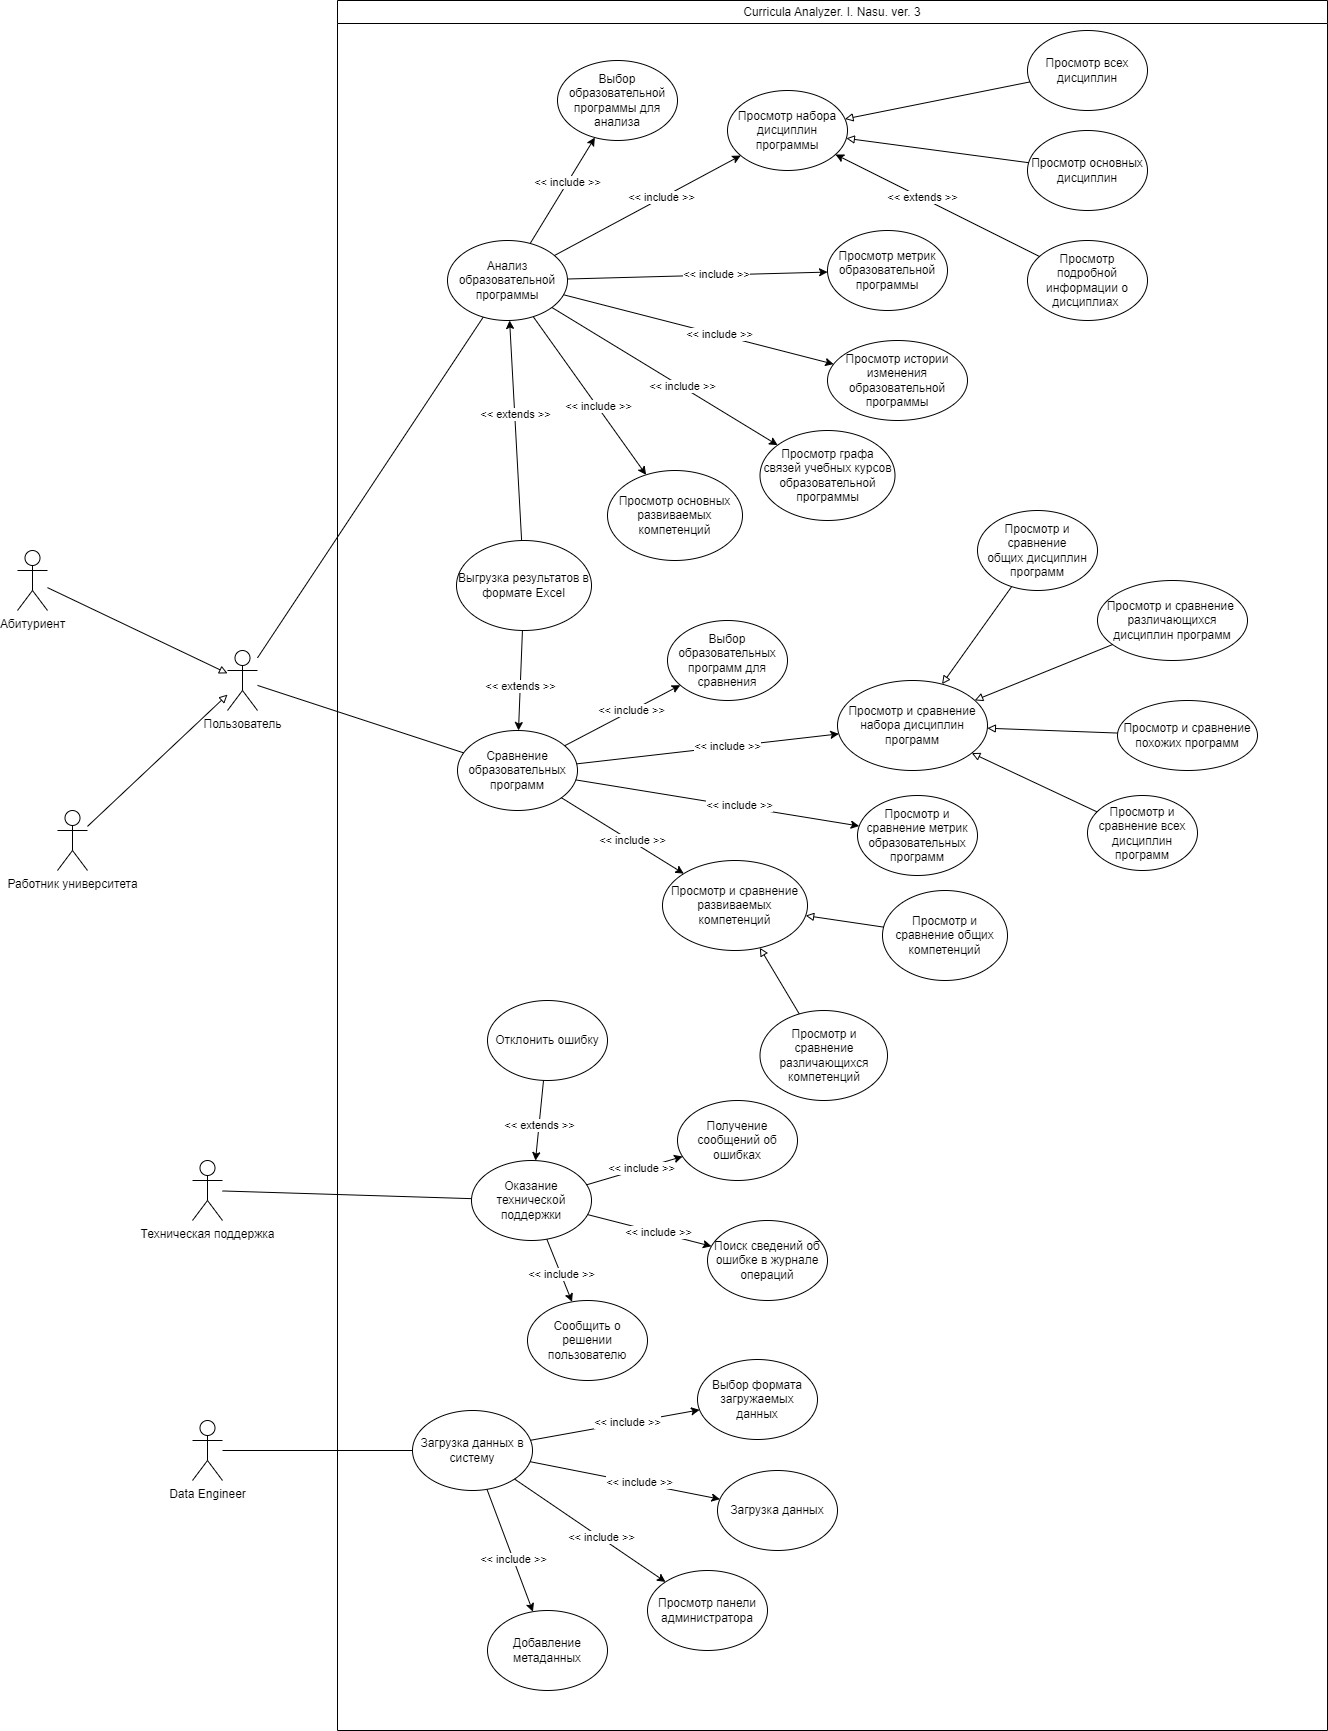 Curricula Analyzer. I. Nasu. ver. 3
Просмотр всех
дисциплин
Выбор
образовательной
программы для
анализа
Просмотр набора
дисциплин
программы
Просмотр основных
дисциплин
<< include >>
<< include >>
<< extends >>
Анализ
образовательной
программы
<< include >>
Просмотр метрик
образовательной
программы
Просмотр
подробной
информации о
дисциплиах
<< include >>
Просмотр истории
изменения
образовательной
программы
<< include >>
<< extends >>
<< include >>
Просмотр графа
связей учебных курсов
образовательной
программы
Просмотр основных
развиваемых
компетенций
Просмотр и
сравнение
общих дисциплин
программ
Выгрузка результатов в
формате Excel
Абитуриент
Просмотр и сравнение
различающихся
дисциплин программ
Выбор
образовательных
программ для
сравнения
<< extends >>
<< include >>
Пользователь
Просмотр и сравнение
набора дисциплин
программ
Просмотр и сравнение
похожих программ
<< include >>
Сравнение
образовательных
программ
<< include >>
Просмотр и
сравнение метрик
образовательных
программ
Просмотр и
сравнение всех
дисциплин
программ
<< include >>
Работник университета
Просмотр и сравнение
развиваемых
компетенций
Просмотр и
сравнение общих
компетенций
Отклонить ошибку
Просмотр и
сравнение
различающихся
компетенций
<< extends >>
Получение
сообщений об
ошибках
<< include >>
Оказание
технической
поддержки
Техническая поддержка
<< include >>
Поиск сведений об
ошибке в журнале
операций
<< include >>
Сообщить о
решении
пользователю
Выбор формата
загружаемых
данных
<< include >>
Загрузка данных в
систему
Data Engineer
<< include >>
Загрузка данных
<< include >>
<< include >>
Просмотр панели
администратора
Добавление
метаданных